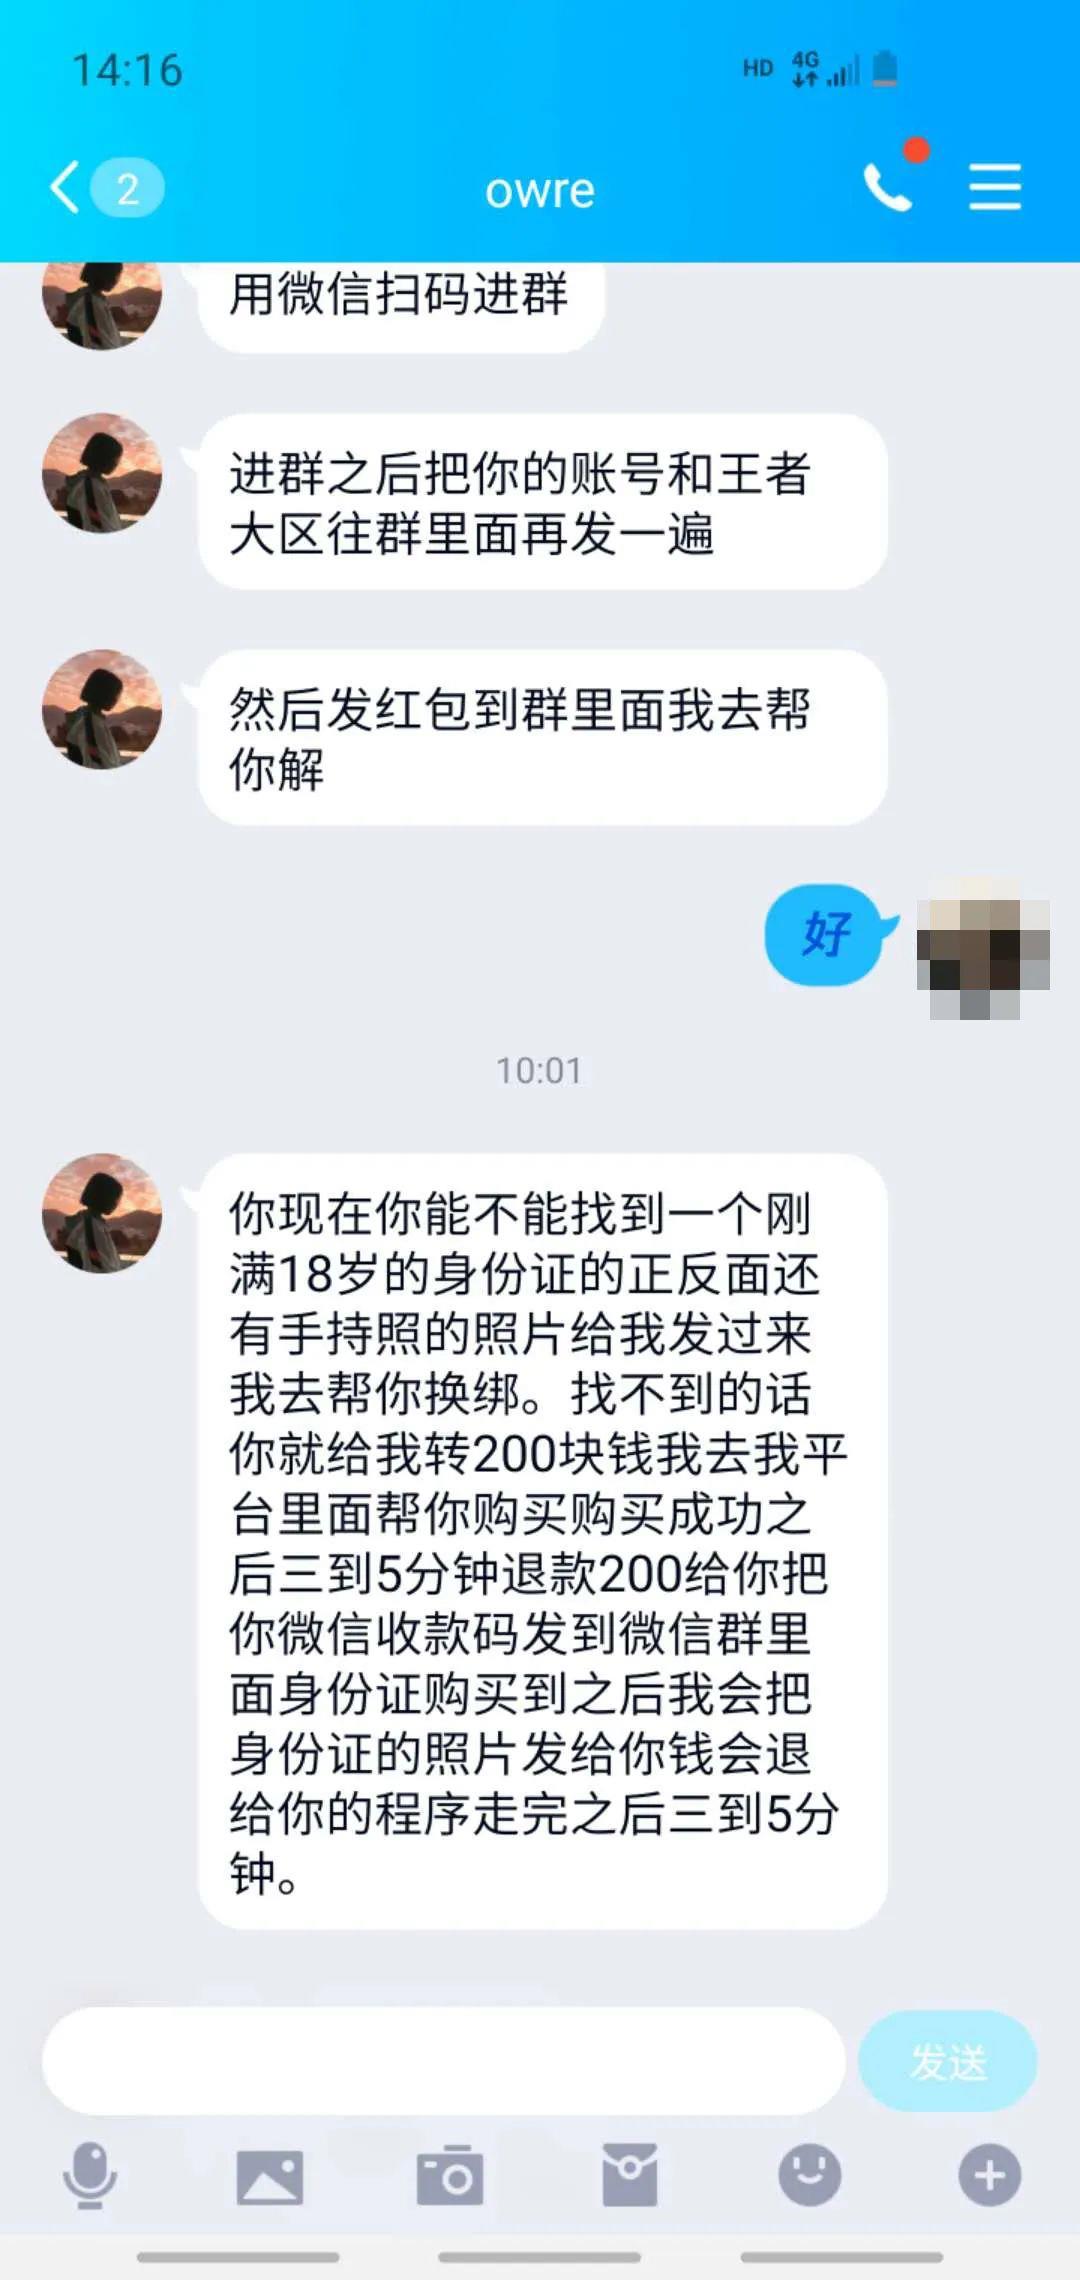 14:16
HD 4G
2
owre
用微信扫码进群
进群之后把你的账号和王者
大区往群里面再发一遍
然后发红包到群里面我去帮
你解
好
10:01
你现在你能不能找到一个刚
满18岁的身份证的正反面还
有手持照的照片给我发过来
我去帮你换绑。找不到的话
你就给我转200块钱我去我平
台里面帮你购买购买成功之
后三到5分钟退款200给你把
你微信收款码发到微信群里
面身份证购买到之后我会把
身份证的照片发给你钱会退
给你的程序走完之后三到5分
钟。
发送